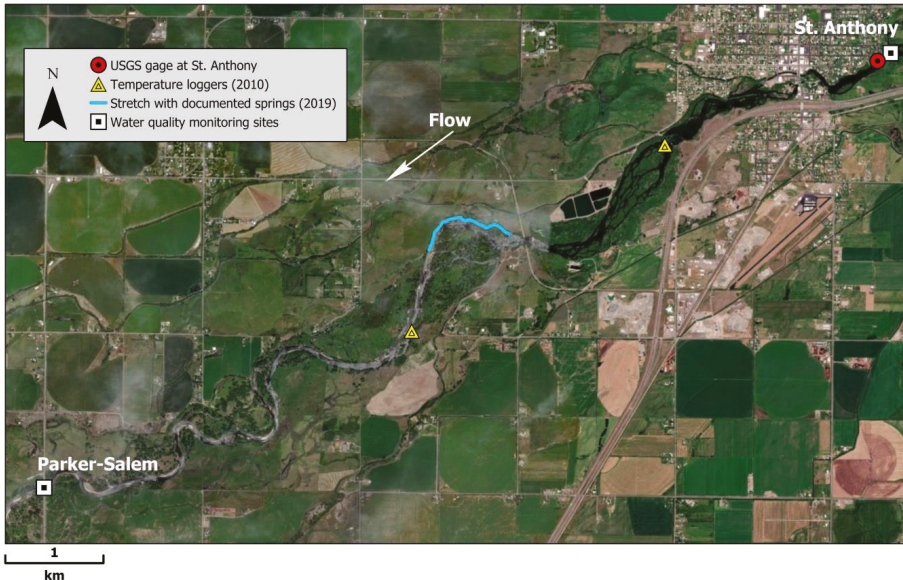 St. Anthony
N
USGS gage at St. Anthony
Temperature loggers (2010)
Stretch with documented springs (2019)
Water quality monitoring sites
Flow
Parker-Salem
1
km